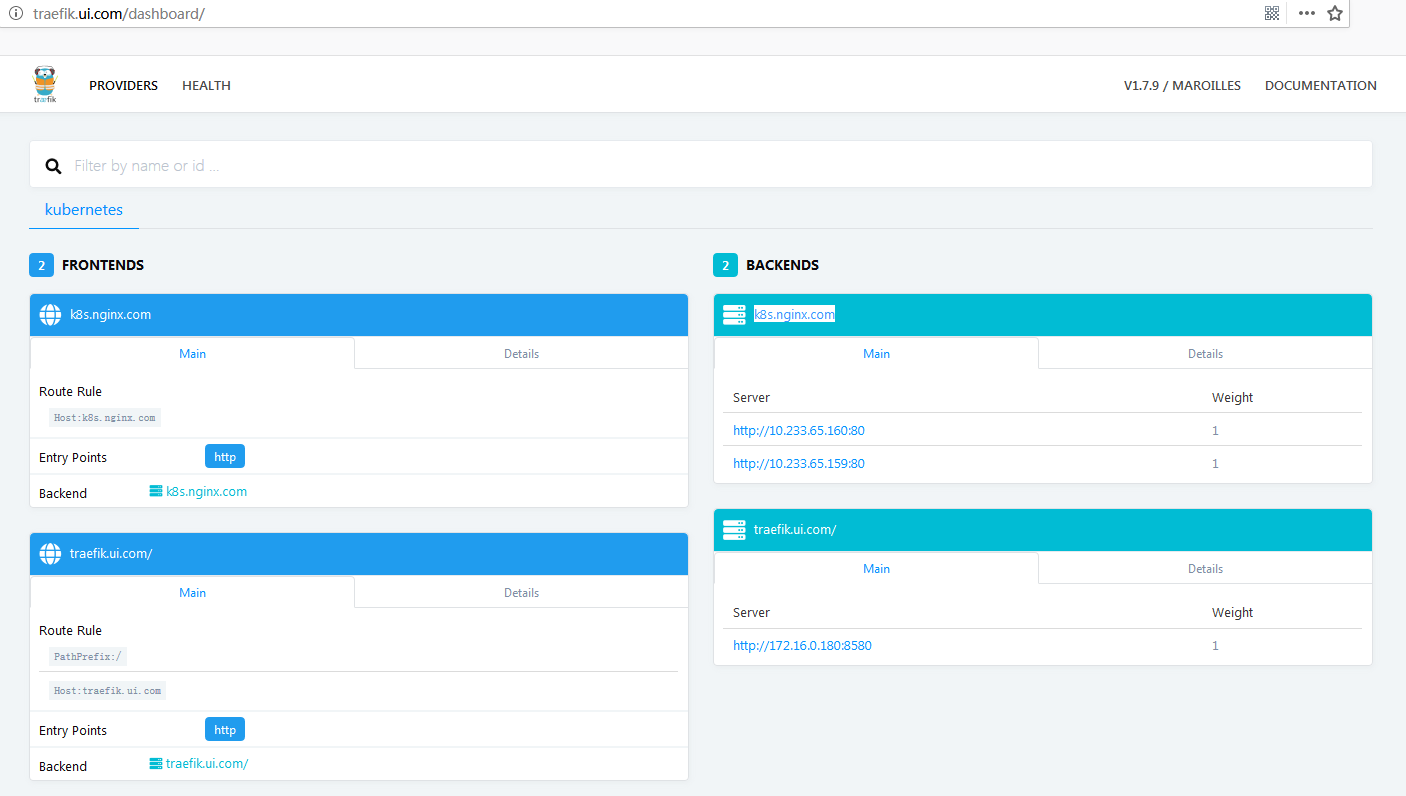 traefik.ui.com/dashboard/
træfik
PROVIDERS HEALTH V1.7.9 / MAROILLES DOCUMENTATION
Filter by name or id ...
kubernetes
2 FRONTENDS
k8s.nginx.com
Main Details
Route Rule
Host:k8s.nginx.com
Entry Points http
Backend k8s.nginx.com
traefik.ui.com/
Main Details
Route Rule
PathPrefix:/
Host:traefik.ui.com
Entry Points http
Backend traefik.ui.com/
2 BACKENDS
k8s.nginx.com
Main Details
Server Weight
http://10.233.65.160:80 1
http://10.233.65.159:80 1
traefik.ui.com/
Main Details
Server Weight
http://172.16.0.180:8580 1